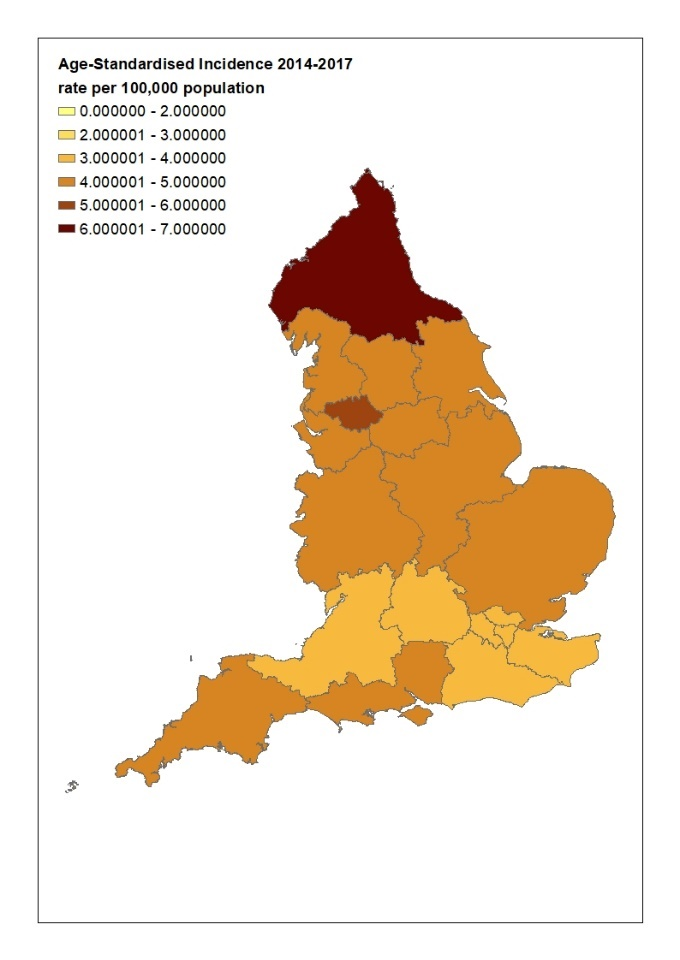 Age-Standardised Incidence 2014-2017
rate per 100,000 population
0.000000 - 2.000000
2.000001 - 3.000000
3.000001 - 4.000000
4.000001 - 5.000000
5.000001 - 6.000000
6.000001 - 7.000000